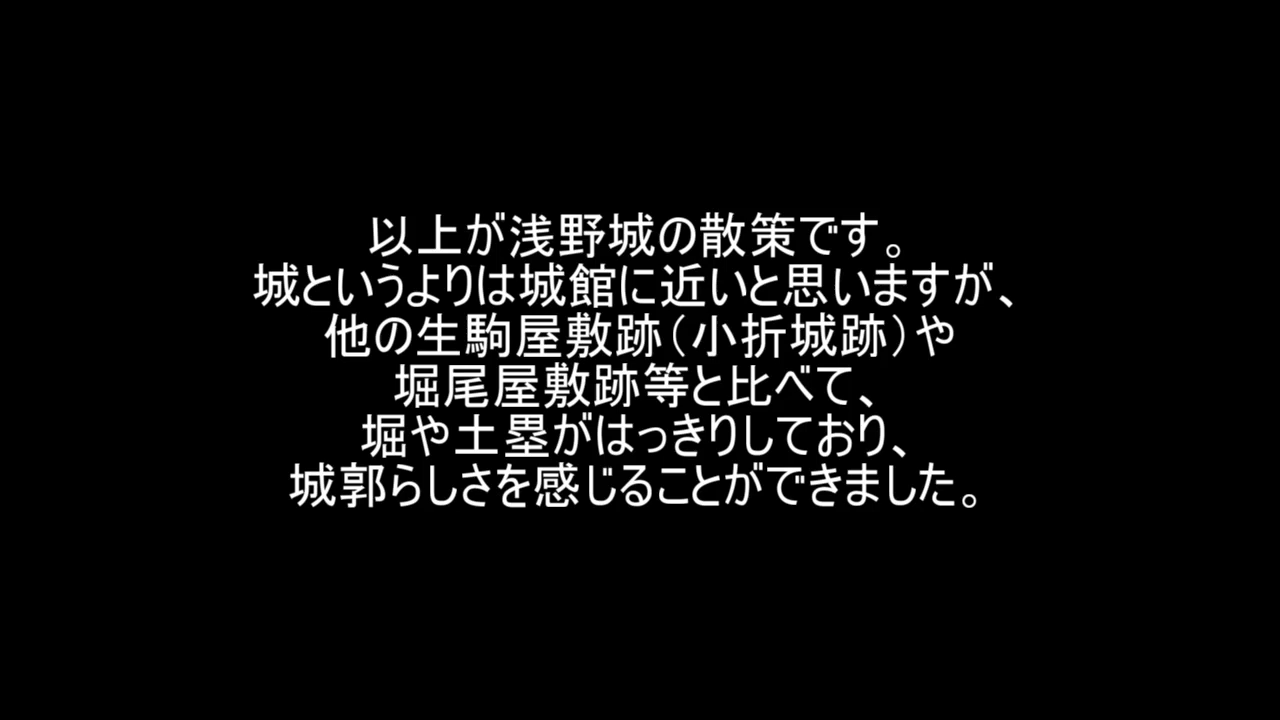 以上が浅野城の散策です。
城というよりは城館に近いと思いますが、
他の生駒屋敷跡（小折城跡）や
堀尾屋敷跡等と比べて、
堀や土塁がはっきりしており、
城郭らしさを感じることができました。